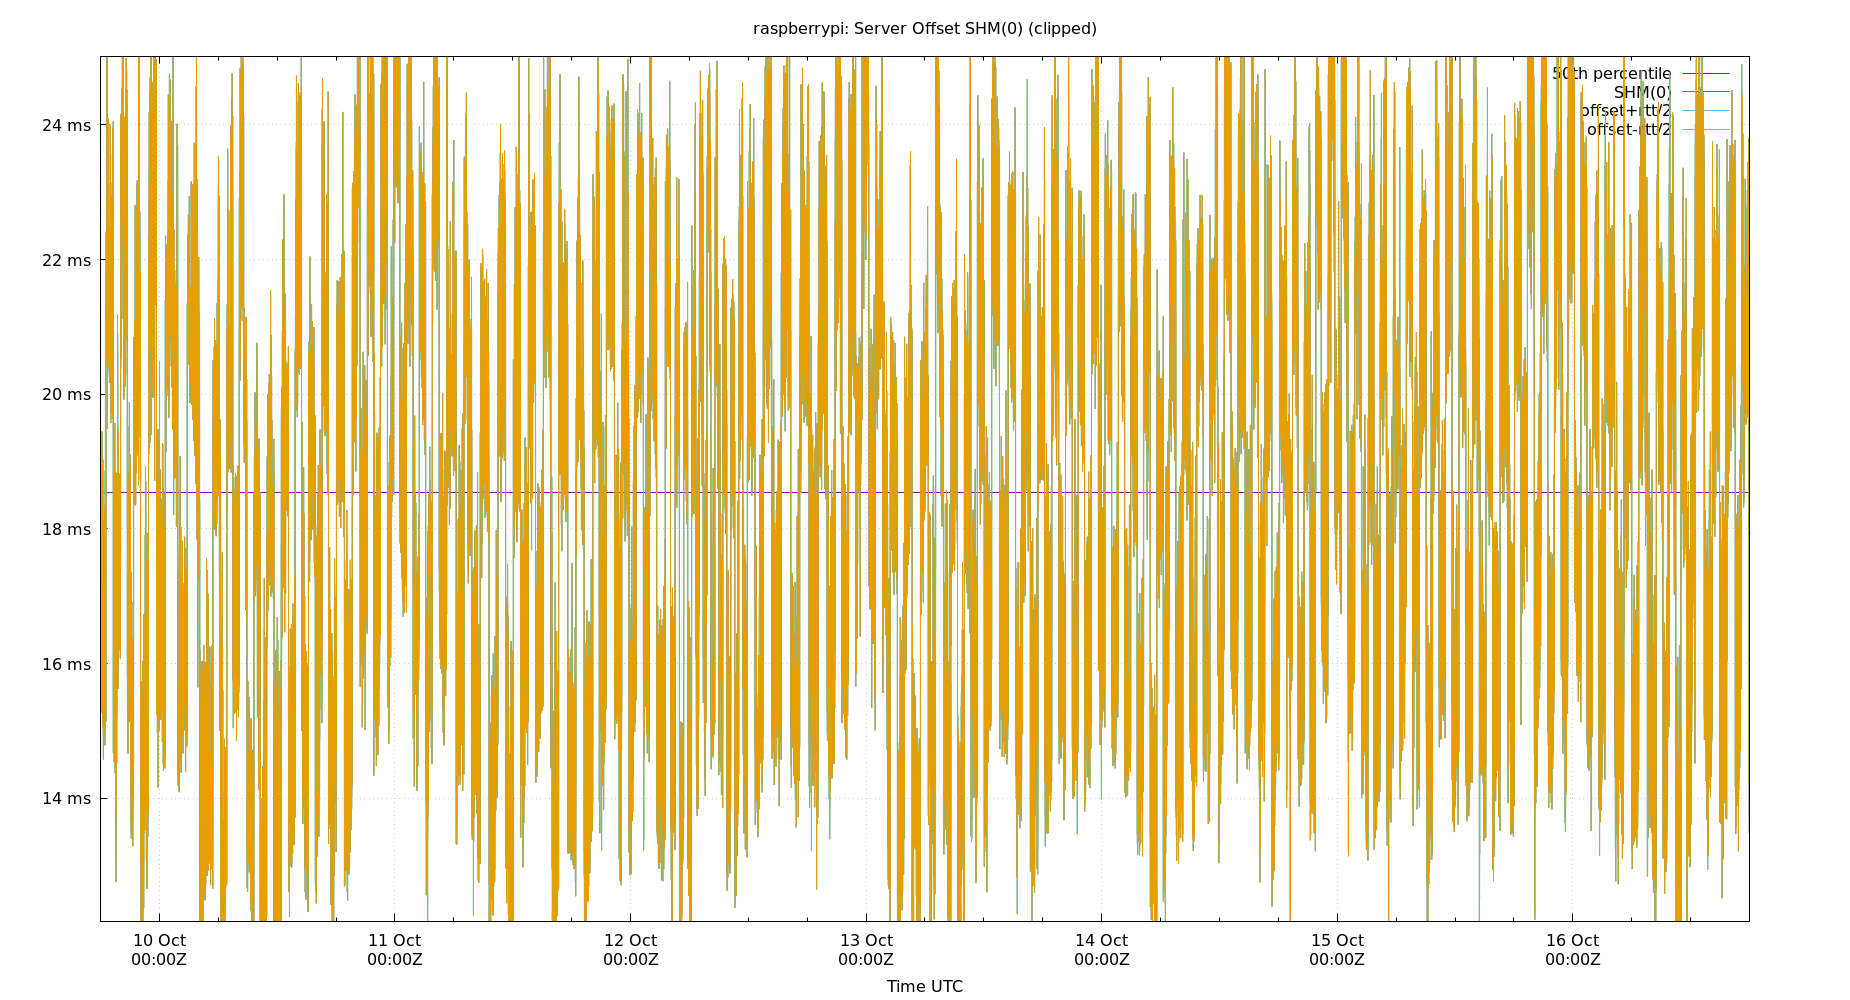 raspberrypi: Server Offset SHM(0) (clipped)
50th percentile
SHM(0)
offset+rtt/2
offset-rtt/2
24 ms
22 ms
20 ms
18 ms
16 ms
14 ms
10 Oct 11 Oct 12 Oct 13 Oct 14 Oct 15 Oct 16 Oct
00:00Z 00:00Z 00:00Z 00:00Z 00:00Z 00:00Z 00:00Z
Time UTC